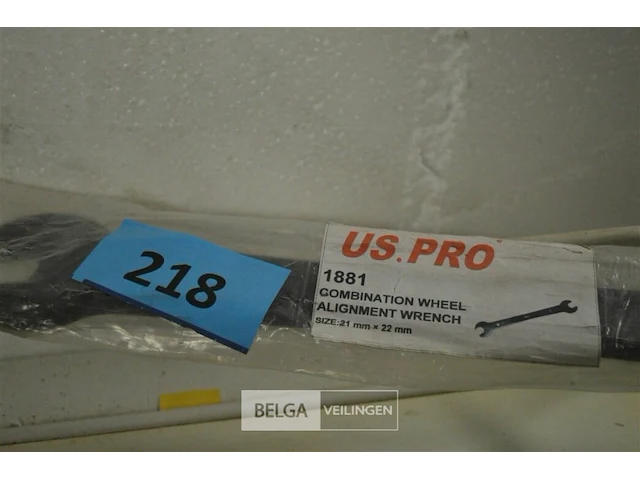 218
US.PRO
1881
COMBINATION WHEEL
ALIGNMENT WRENCH
SIZE:21 mm × 22 mm
BELGA VEILINGEN